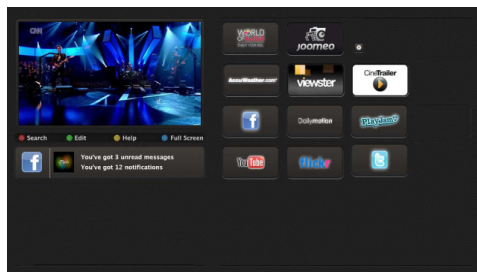 CNN
Search
Edit
Help
Full Screen
You've got 3 unread messages
You've got 12 notifications
WORLD
JOOMEO
AccuWeather.com
viewster
CineTrailer
Dailymotion
PlayJam
YouTube
flickr